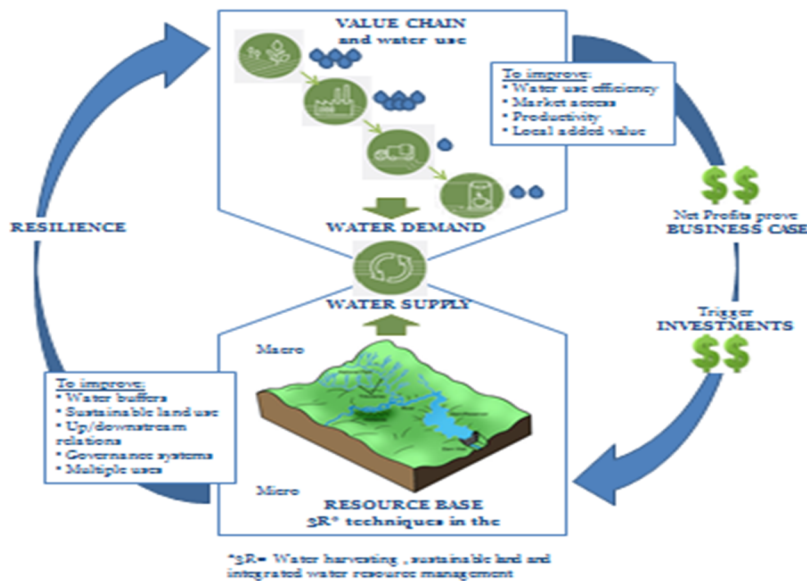 VALUE CHAIN
and water use
To improve:
* Water use efficiency
* Market access
* Productivity
* Local added value
RESILIENCE
$$
Net Profits prove
BUSINESS CASE
WATER DEMAND
WATER SUPPLY
Trigger
INVESTMENTS
$$
Macro
To improve:
* Water buffers
* Sustainable land use
* Up/downstream
relations
* Governance systems
* Multiple uses
Micro
RESOURCE BASE
3R* techniques in the
*3R= Water harvesting , sustainable land and
integrated water resource management